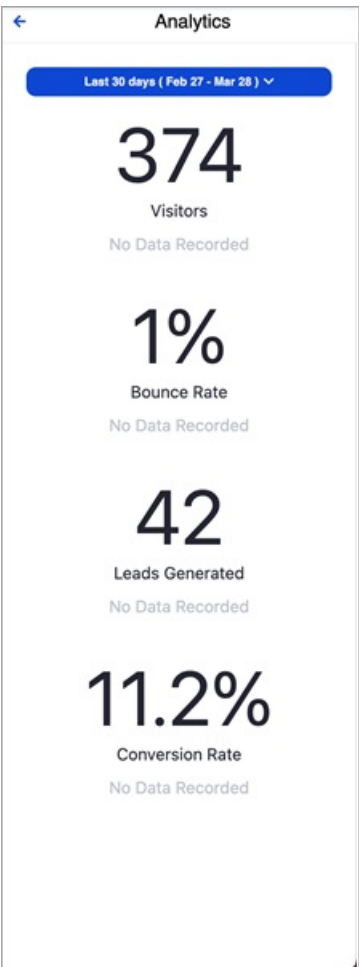 Analytics
Last 30 days ( Feb 27 - Mar 28 )
374
Visitors
No Data Recorded
1%
Bounce Rate
No Data Recorded
42
Leads Generated
No Data Recorded
11.2%
Conversion Rate
No Data Recorded